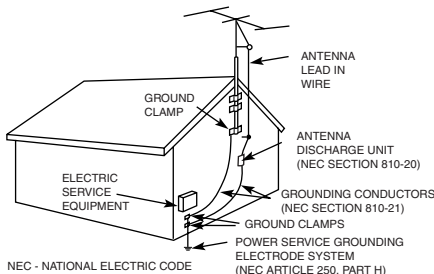 ANTENNA
LEAD IN
WIRE
GROUND
CLAMP
ANTENNA
DISCHARGE UNIT
(NEC SECTION 810-20)
ELECTRIC
SERVICE
EQUIPMENT
GROUNDING CONDUCTORS
(NEC SECTION 810-21)
GROUND CLAMPS
POWER SERVICE GROUNDING
ELECTRODE SYSTEM
(NEC ARTICLE 250, PART H)
NEC - NATIONAL ELECTRIC CODE